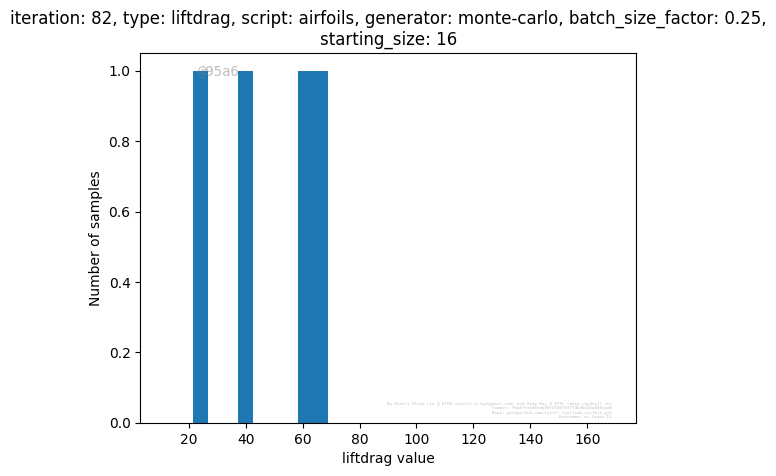 iteration: 82, type: liftdrag, script: airfoils, generator: monte-carlo, batch_size_factor: 0.25,
starting_size: 16
@95a6
1.0
0.8
0.6
0.4
0.2
0.0
Number of samples
20 40 60 80 100 120 140 160
liftdrag value